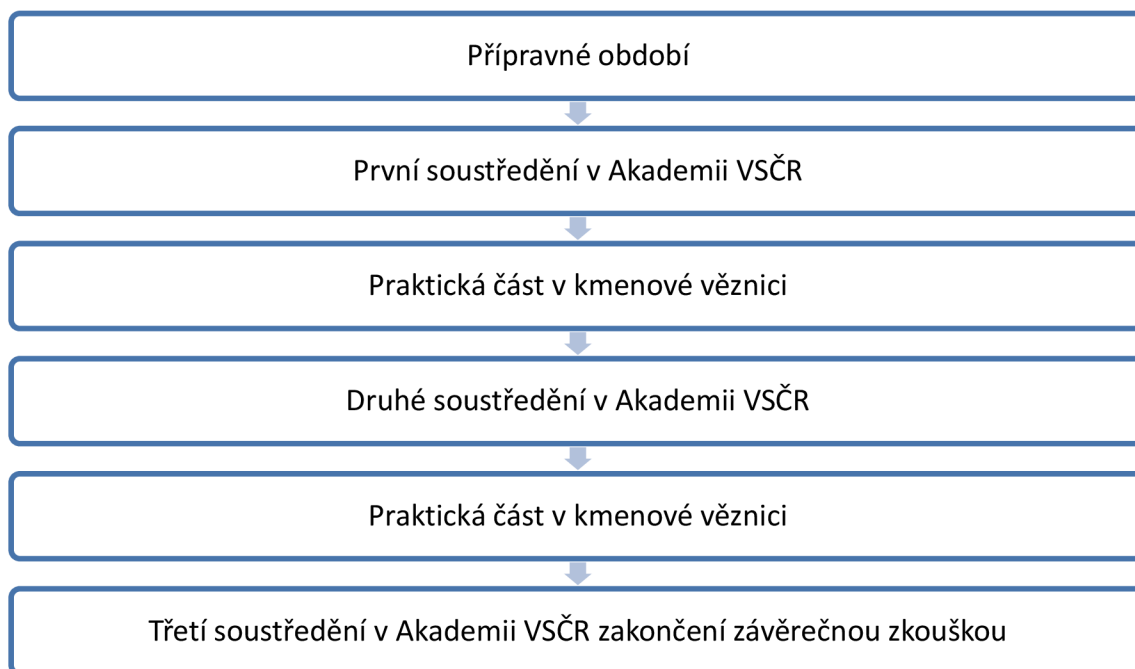 Přípravné období
První soustředění v Akademii VSČR
Praktická část v kmenové věznici
Druhé soustředění v Akademii VSČR
Praktická část v kmenové věznici
Třetí soustředění v Akademii VSČR zakončení závěrečnou zkouškou